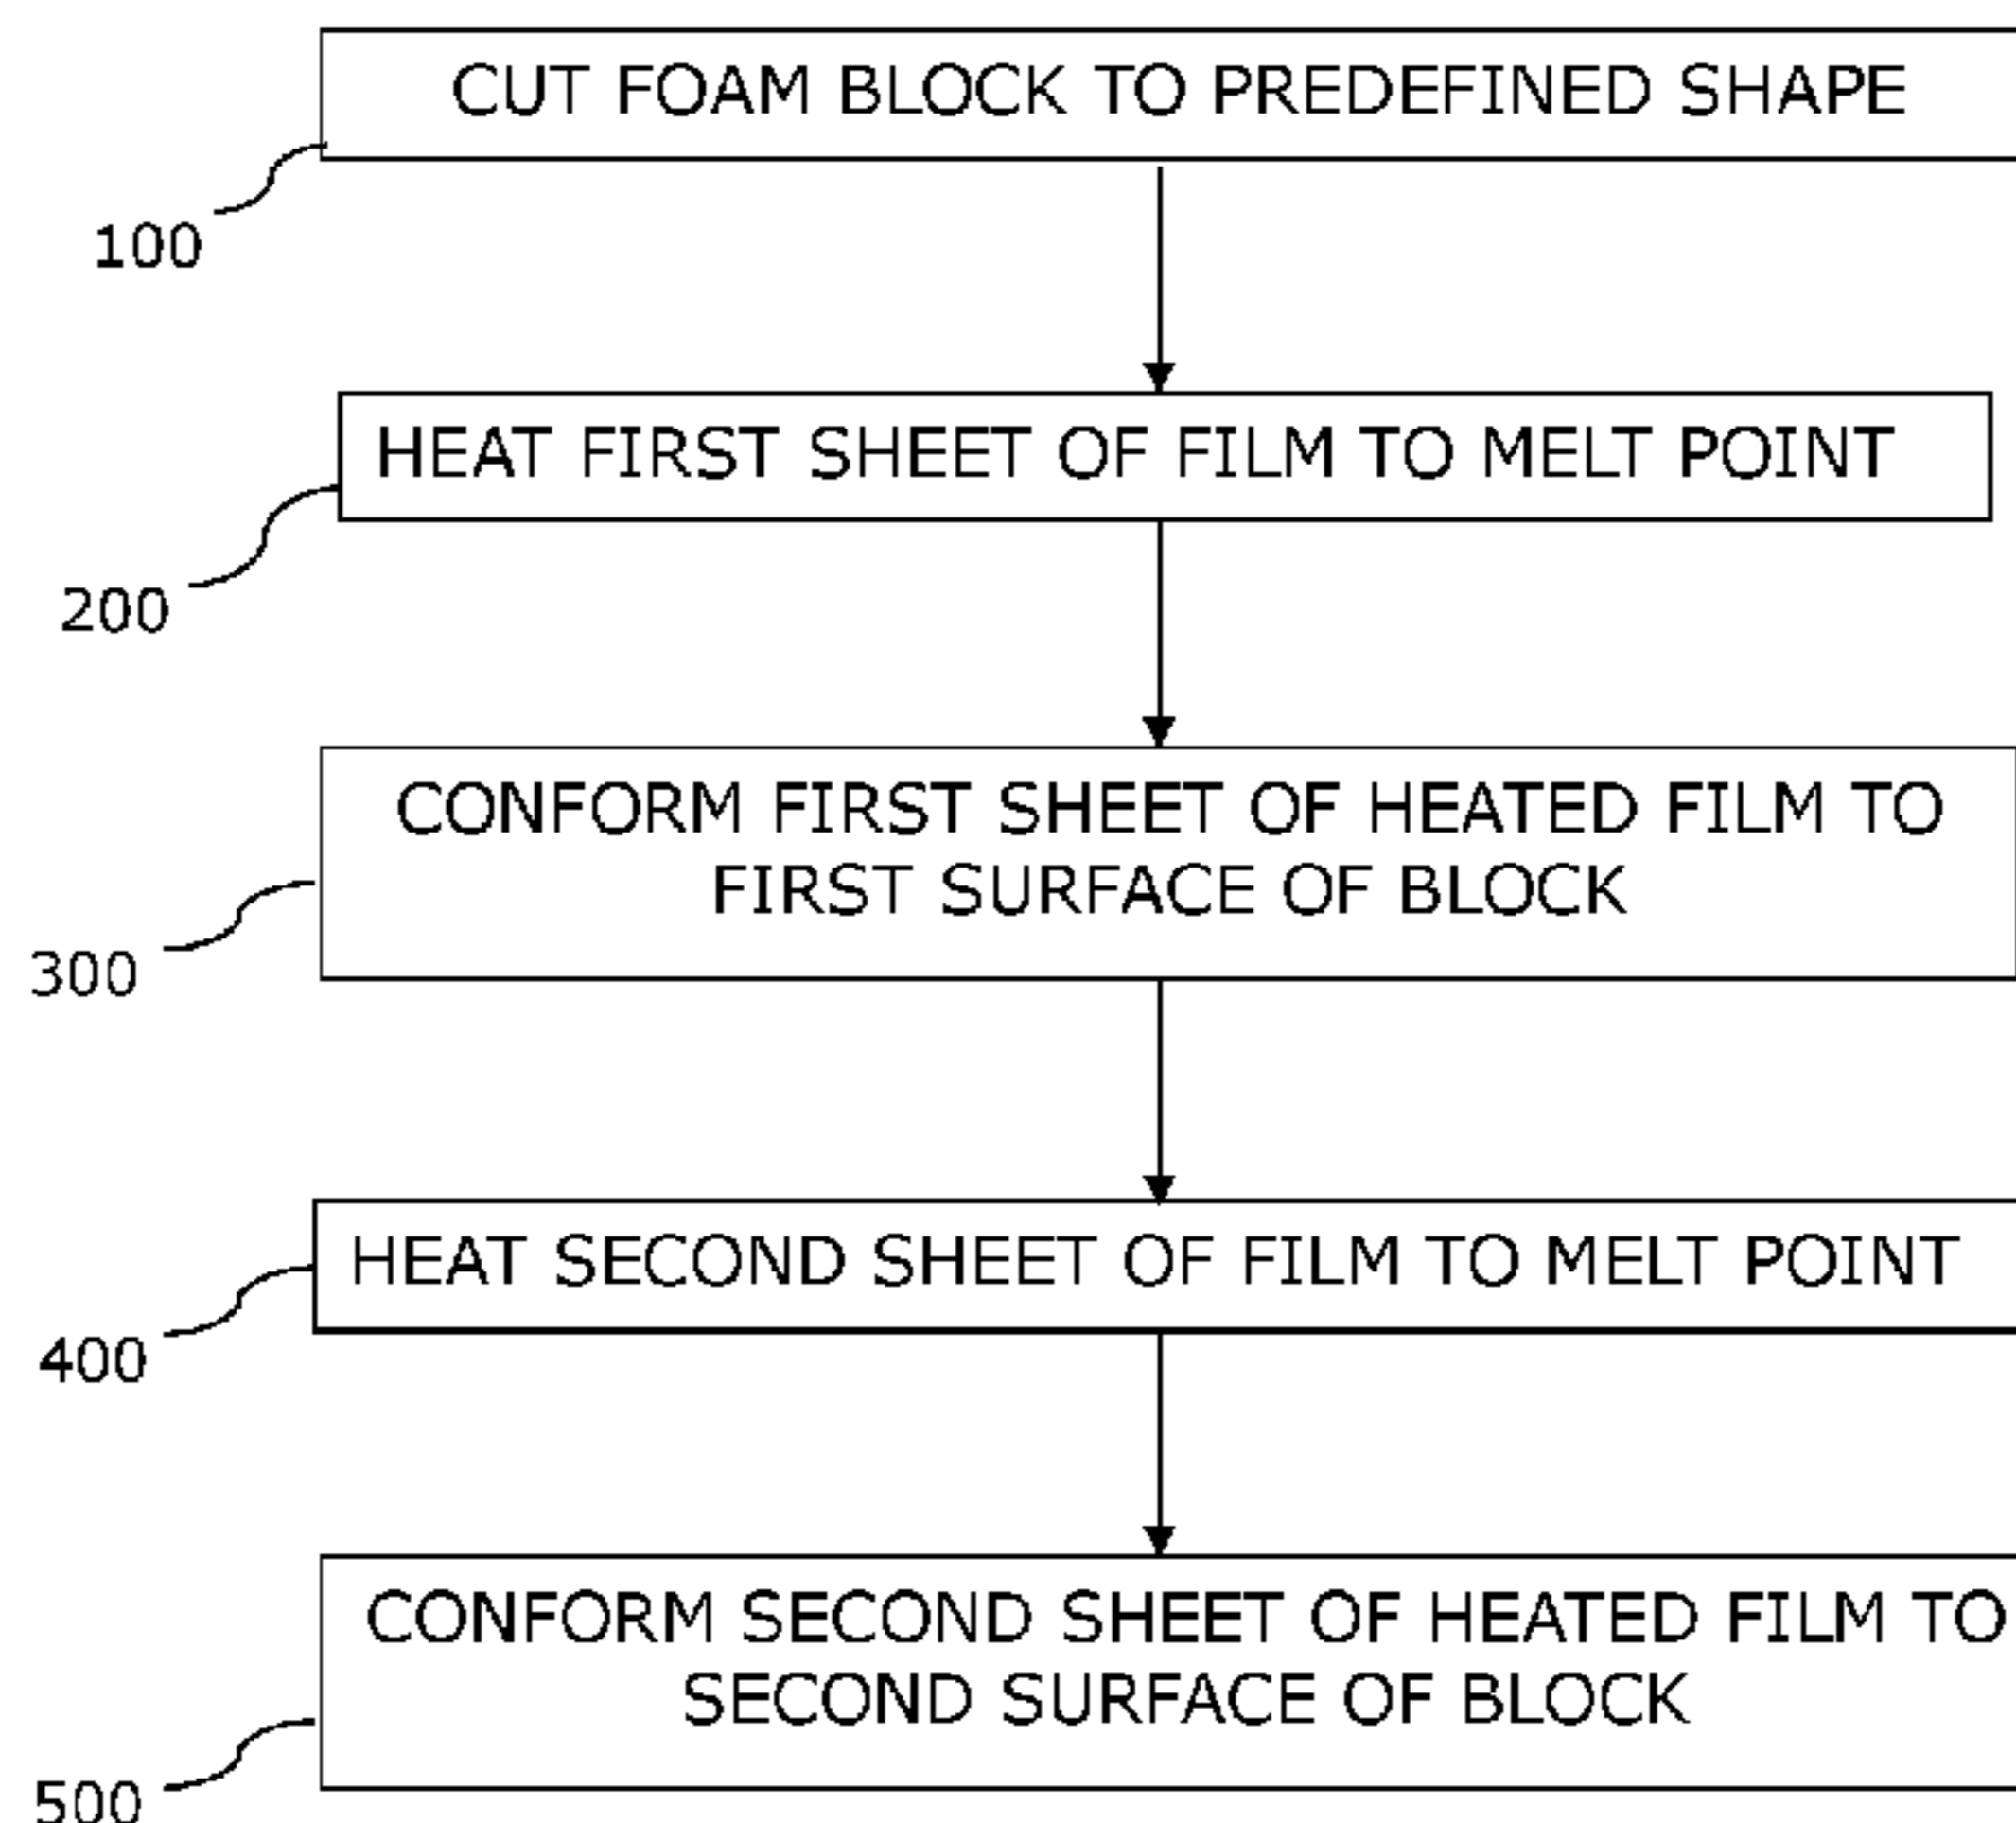 CUT FOAM BLOCK TO PREDEFINED SHAPE
100
HEAT FIRST SHEET OF FILM TO MELT POINT
200
CONFORM FIRST SHEET OF HEATED FILM TO
FIRST SURFACE OF BLOCK
300
HEAT SECOND SHEET OF FILM TO MELT POINT
400
CONFORM SECOND SHEET OF HEATED FILM TO
SECOND SURFACE OF BLOCK
500